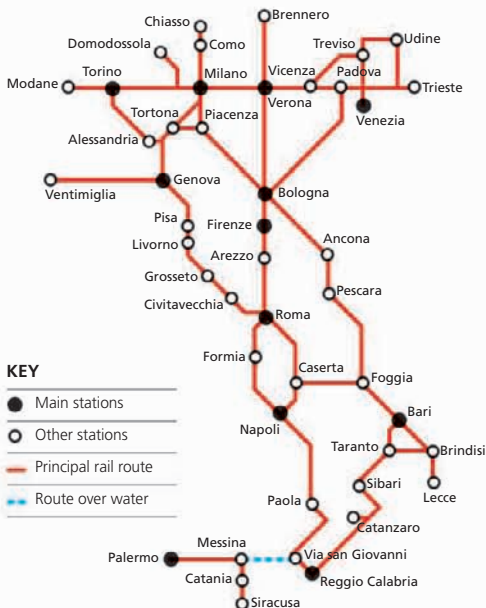 Chiasso
Brennero
Como
Domodossola
Treviso
Udine
Modane
Torino
Milano
Vicenza
Padova
Trieste
Verona
Venezia
Tortona
Piacenza
Alessandria
Ventimiglia
Genova
Bologna
Pisa
Firenze
Livorno
Arezzo
Ancona
Grosseto
Civitavecchia
Pescara
Roma
Formia
Caserta
Foggia
Napoli
Bari
Taranto
Brindisi
Sibari
Lecce
Paola
Catanzaro
Messina
Palermo
Via san Giovanni
Catania
Reggio Calabria
Siracusa
KEY
Main stations
Other stations
Principal rail route
Route over water